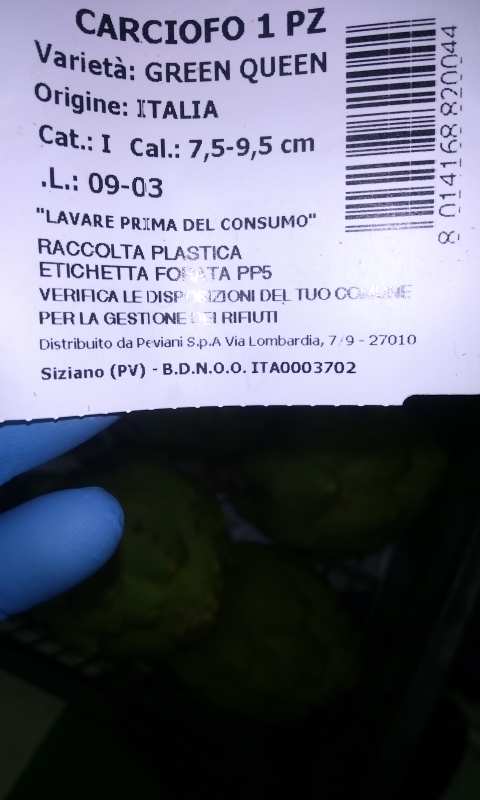 CARCIOFO 1 PZ
Varietà: GREEN QUEEN
Origine: ITALIA
Cat.: I Cal.: 7,5-9,5 cm
.L.: 09-03
"LAVARE PRIMA DEL CONSUMO"
RACCOLTA PLASTICA
ETICHETTA FORATA PP5
VERIFICA LE DISPOSIZIONI DEL TUO COMUNE
PER LA GESTIONE DEI RIFIUTI
Distribuito da Peviani S.p.A Via Lombardia, 7/9 - 27010
Siziano (PV) - B.D.N.O.O. ITA0003702
8 014168 820044